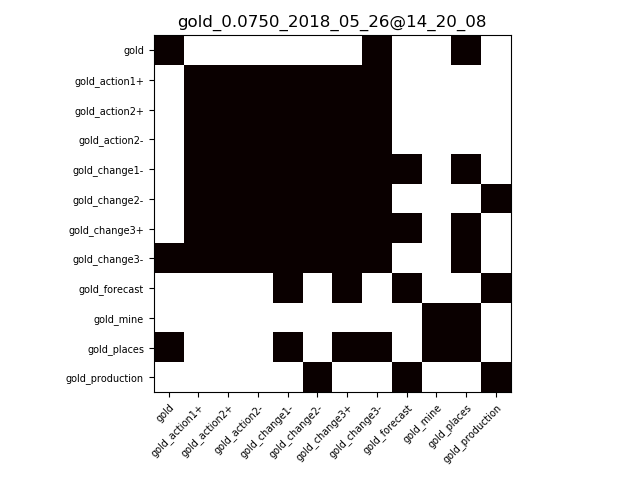 gold_0.0750_2018_05_26@14_20_08
gold
gold_action1+
gold_action2+
gold_action2-
gold_change1-
gold_change2-
gold_change3+
gold_change3-
gold_forecast
gold_mine
gold_places
gold_production
gold
gold_action1+
gold_action2+
gold_action2-
gold_change1-
gold_change2-
gold_change3+
gold_change3-
gold_forecast
gold_mine
gold_places
gold_production